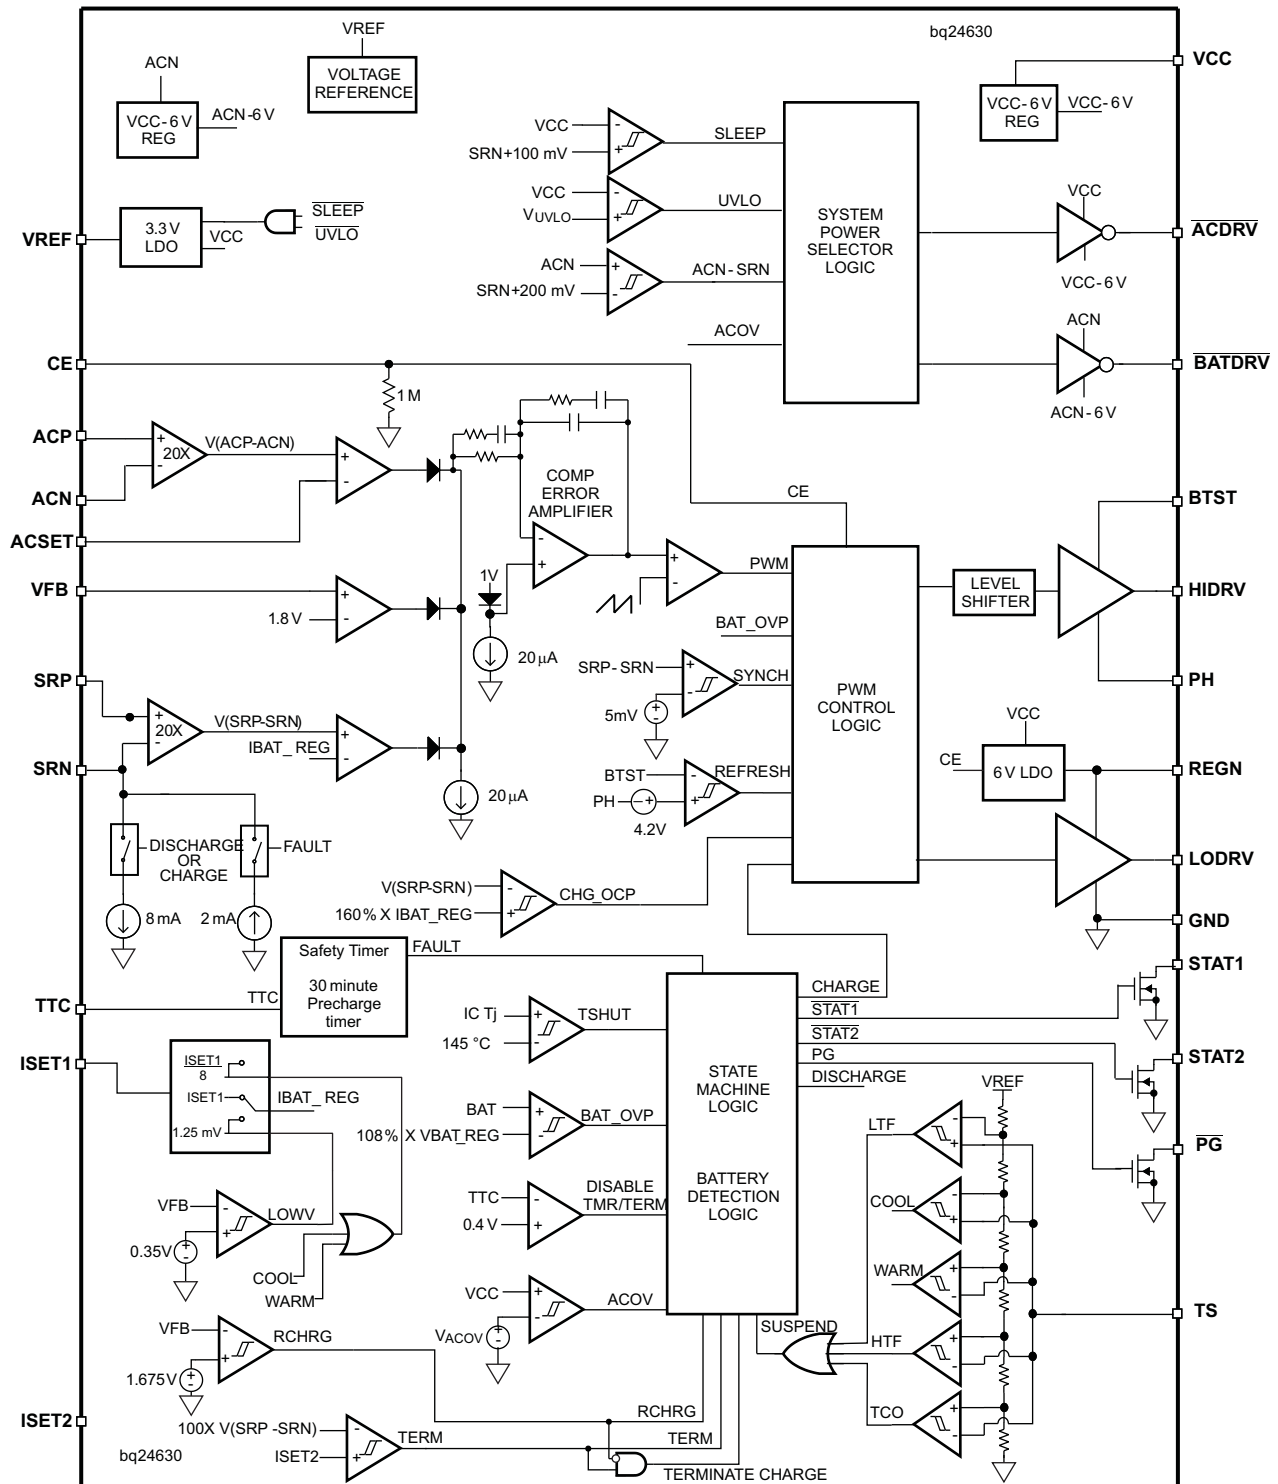 bq24630
VREF
VOLTAGE
REFERENCE
ACN
VCC-6 V
REG
ACN-6 V
VCC
VCC-6 V
REG
VCC-6 V
VCC
SRN+100 mV
SLEEP
VCC
VUVLO
UVLO
ACN
SRN+200 mV
ACN-SRN
ACOV
SYSTEM
POWER
SELECTOR
LOGIC
VCC
VCC-6 V
ACDRV
ACN
ACN-6 V
BATDRV
VREF
3.3 V
LDO
VCC
SLEEP
UVLO
CE
1 M
ACP
20X
V(ACP-ACN)
ACN
ACSET
COMP
ERROR
AMPLIFIER
CE
VFB
1.8 V
1V
20 µA
PWM
BAT_OVP
SRP-SRN
SYNCH
5mV
BTST
PH
REFRESH
4.2V
PWM
CONTROL
LOGIC
LEVEL
SHIFTER
BTST
HIDRV
PH
VCC
CE
6 V LDO
REGN
LODRV
GND
SRP
20X
V(SRP-SRN)
IBAT_ REG
SRN
20 µA
DISCHARGE
OR
CHARGE
FAULT
8 mA
2 mA
V(SRP-SRN)
160% X IBAT_REG
CHG_OCP
Safety Timer
30 minute
Precharge
timer
FAULT
TTC
TTC
ISET1
ISET1
8
ISET1
1.25 mV
IBAT_ REG
IC Tj
145 °C
TSHUT
BAT
108% X VBAT_REG
BAT_OVP
TTC
0.4 V
DISABLE
TMR/TERM
VCC
VACOV
ACOV
STATE
MACHINE
LOGIC
BATTERY
DETECTION
LOGIC
CHARGE
STAT1
STAT2
PG
DISCHARGE
STAT1
STAT2
PG
VREF
LTF
COOL
WARM
HTF
TCO
SUSPEND
TS
VFB
0.35V
LOWV
COOL
WARM
VFB
1.675 V
RCHRG
RCHRG
ISET2
100X V(SRP -SRN)
ISET2
TERM
TERM
TERMINATE CHARGE
bq24630